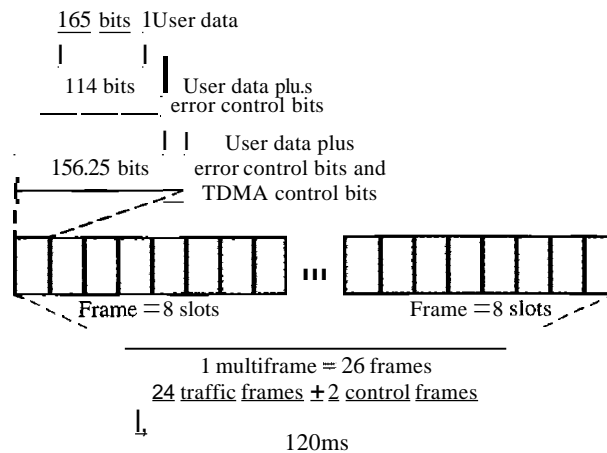 165 bits 1User data
114 bits User data plu.s
error control bits
User data plus
156.25 bits error control bits and
TDMA control bits
Frame = 8 slots Frame = 8 slots
1 multiframe = 26 frames
24 traffic frames + 2 control frames
120ms